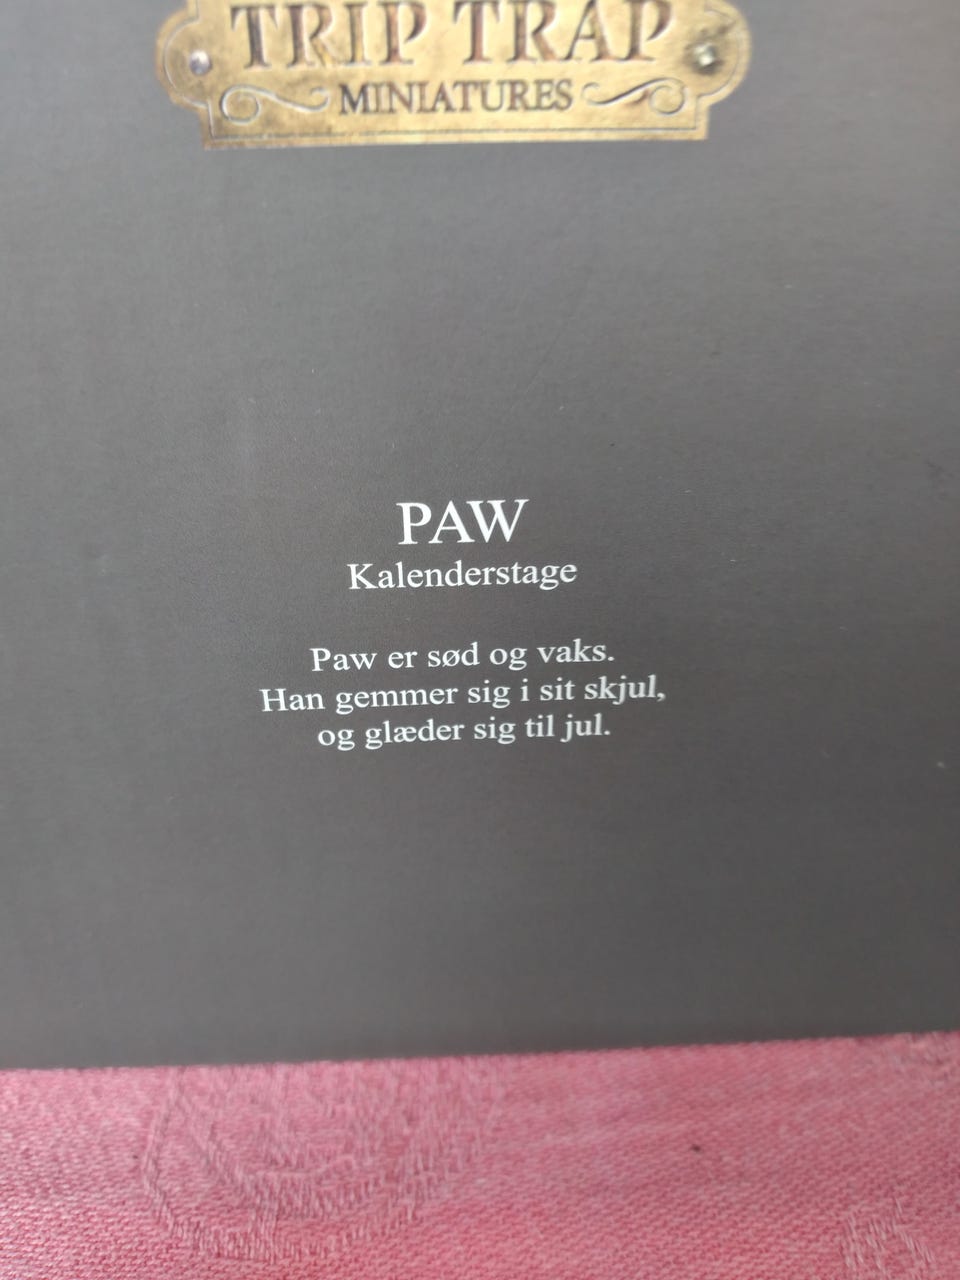 TRIP TRAP
MINIATURES
PAW
Kalenderstage
Paw er sød og vaks.
Han gemmer sig i sit skjul,
og glæder sig til jul.